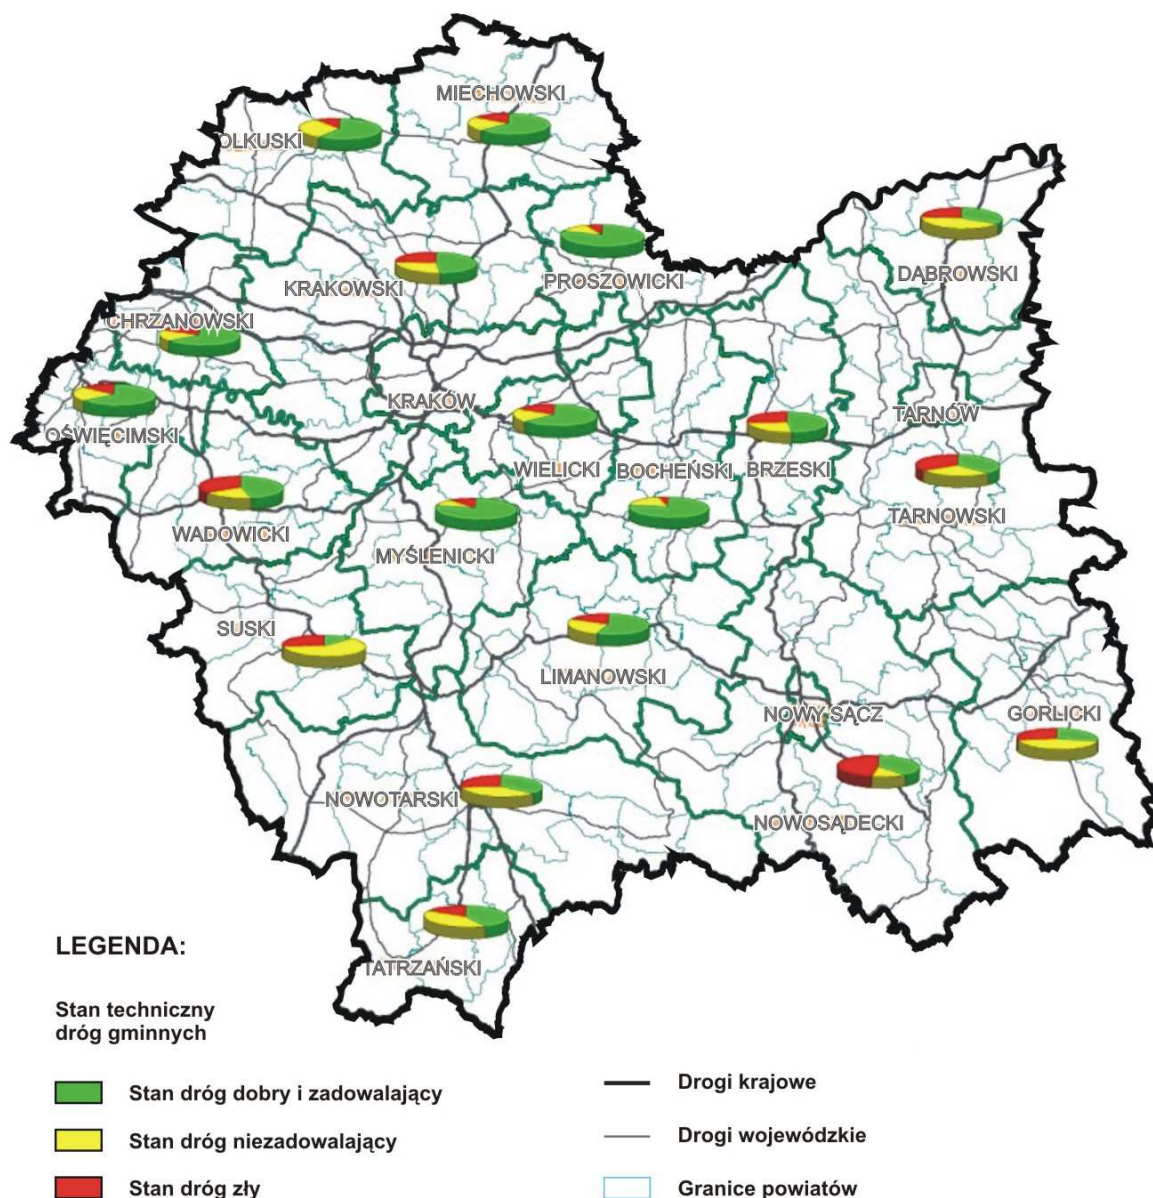 MIECHOWSKI
OLKUSKI
PROSZOWICKI
DĄBROWSKI
KRAKOWSKI
CHRZANOWSKI
KRAKÓW
TARNÓW
OŚWIĘCIMSKI
WIELICKI
BOCHEŃSKI
BRZESKI
TARNOWSKI
WADOWICKI
MYŚLENICKI
SUSKI
LIMANOWSKI
NOWY SĄCZ
GORLICKI
NOWOTARSKI
NOWOSĄDECKI
TATRZAŃSKI
LEGENDA:
Stan techniczny
dróg gminnych
Stan dróg dobry i zadowalający
Stan dróg niezadowalający
Stan dróg zły
Drogi krajowe
Drogi wojewódzkie
Granice powiatów